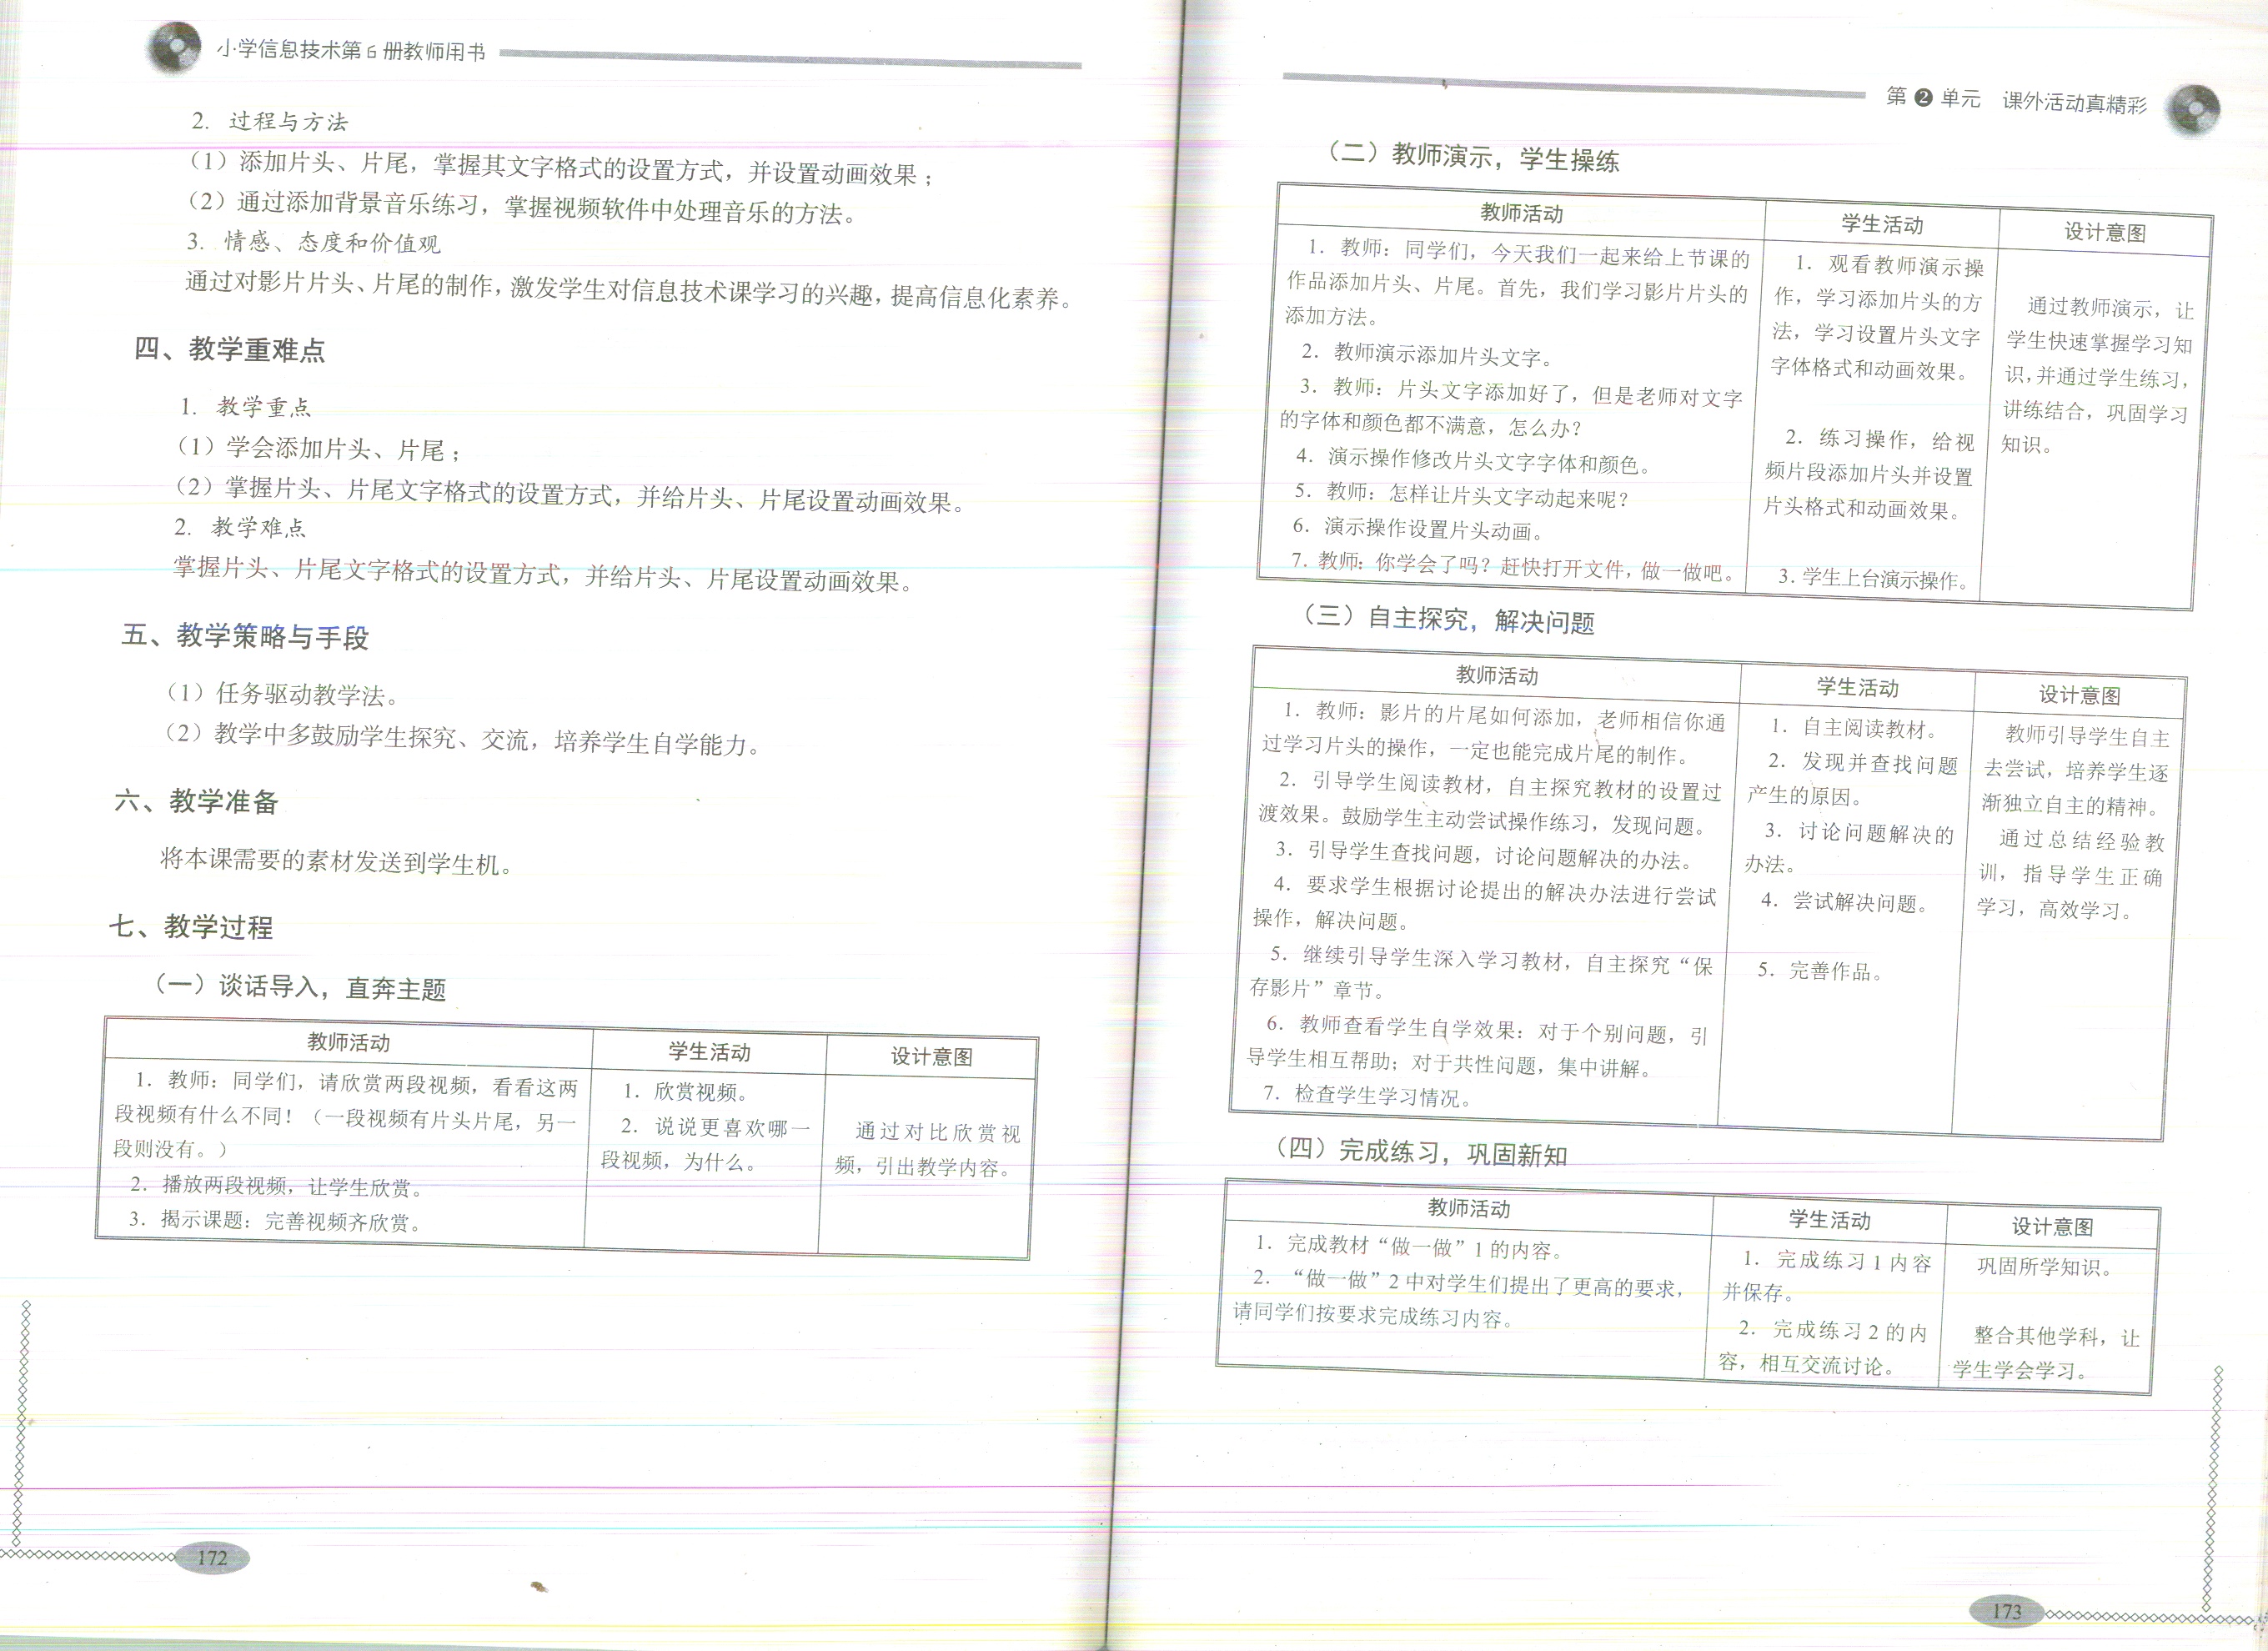 小学信息技术第6册教师用书
2. 过程与方法
（1）添加片头、片尾，掌握其文字格式的设置方式，并设置动画效果；
（2）通过添加背景音乐练习，掌握视频软件中处理音乐的方法。
3. 情感、态度和价值观
通过对影片片头、片尾的制作，激发学生对信息技术课学习的兴趣，提高信息化素养。
四、教学重难点
1. 教学重点
（1）学会添加片头、片尾；
（2）掌握片头、片尾文字格式的设置方式，并给片头、片尾设置动画效果。
2. 教学难点
掌握片头、片尾文字格式的设置方式，并给片头、片尾设置动画效果。
五、教学策略与手段
（1）任务驱动教学法。
（2）教学中多鼓励学生探究、交流，培养学生自学能力。
六、教学准备
将本课需要的素材发送到学生机。
七、教学过程
（一）谈话导入，直奔主题
教师活动
1. 教师：同学们，请欣赏两段视频，看看这两
段视频有什么不同！（一段视频有片头片尾，另一
段则没有。）
2. 播放两段视频，让学生欣赏。
3. 揭示课题：完善视频齐欣赏。
学生活动
1. 欣赏视频。
2. 说说更喜欢哪一
段视频，为什么。
设计意图
通过对比欣赏视
频，引出教学内容。
172
第2单元 课外活动真精彩
（二）教师演示，学生操练
教师活动
1. 教师：同学们，今天我们一起来给上节课的
作品添加片头、片尾。首先，我们学习影片片头的
添加方法。
2. 教师演示添加片头文字。
3. 教师：片头文字添加好了，但是老师对文字
的字体和颜色都不满意，怎么办？
4. 演示操作修改片头文字字体和颜色。
5. 教师：怎样让片头文字动起来呢？
6. 演示操作设置片头动画。
7. 教师：你学会了吗？赶快打开文件，做一做吧。
学生活动
1. 观看教师演示操
作，学习添加片头的方
法，学习设置片头文字
字体格式和动画效果。
2. 练习操作，给视
频片段添加片头并设置
片头格式和动画效果。
3. 学生上台演示操作。
设计意图
通过教师演示，让
学生快速掌握学习知
识，并通过学生练习，
讲练结合，巩固学习
知识。
（三）自主探究，解决问题
教师活动
1. 教师：影片的片尾如何添加，老师相信你通
过学习片头的操作，一定也能完成片尾的制作。
2. 引导学生阅读教材，自主探究教材的设置过
渡效果。鼓励学生主动尝试操作练习，发现问题。
3. 引导学生查找问题，讨论问题解决的办法。
4. 要求学生根据讨论提出的解决办法进行尝试
操作，解决问题。
5. 继续引导学生深入学习教材，自主探究“保
存影片”章节。
6. 教师查看学生自学效果：对于个别问题，引
导学生相互帮助；对于共性问题，集中讲解。
7. 检查学生学习情况。
学生活动
1. 自主阅读教材。
2. 发现并查找问题
产生的原因。
3. 讨论问题解决的
办法。
4. 尝试解决问题。
5. 完善作品。
设计意图
教师引导学生自主
去尝试，培养学生逐
渐独立自主的精神。
通过总结经验教
训，指导学生正确
学习，高效学习。
（四）完成练习，巩固新知
教师活动
1. 完成教材“做一做”1的内容。
2. “做一做”2中对学生们提出了更高的要求，
请同学们按要求完成练习内容。
学生活动
1. 完成练习1内容
并保存。
2. 完成练习2的内
容，相互交流讨论。
设计意图
巩固所学知识。
整合其他学科，让
学生学会学习。
173